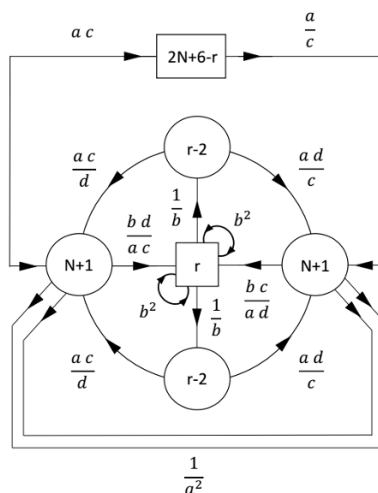 a c
2N+6-r
a/c
r-2
a c/d
a d/c
1/b
b²
b d/a c
N+1
r
N+1
b²
1/b
b c/a d
a c/d
r-2
a d/c
1/a²